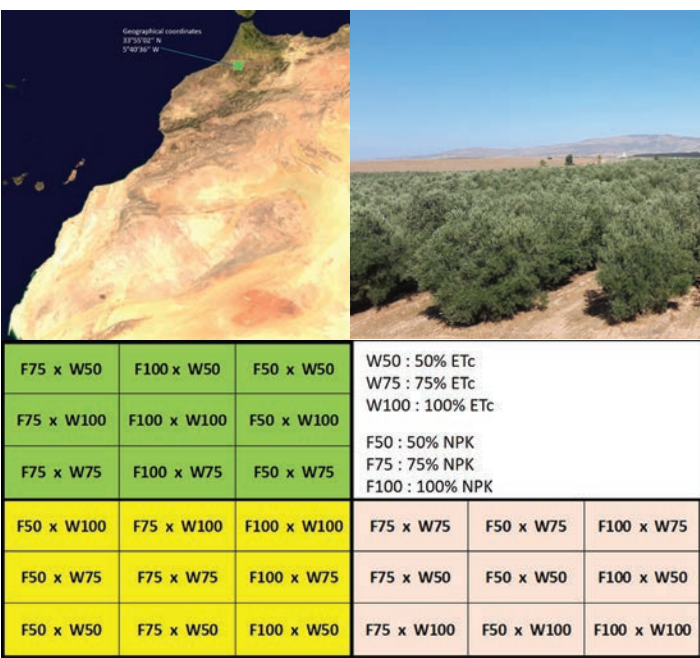 Geographical coordinates
33°55'02'' N
5°40'36'' W
F75 x W50 F100 x W50 F50 x W50
F75 x W100 F100 x W100 F50 x W100
F75 x W75 F100 x W75 F50 x W75
W50 : 50% ETc
W75 : 75% ETc
W100 : 100% ETc
F50 : 50% NPK
F75 : 75% NPK
F100 : 100% NPK
F50 x W100 F75 x W100 F100 x W100
F50 x W75 F75 x W75 F100 x W75
F50 x W50 F75 x W50 F100 x W50
F75 x W75 F50 x W75 F100 x W75
F75 x W50 F50 x W50 F100 x W50
F75 x W100 F50 x W100 F100 x W100